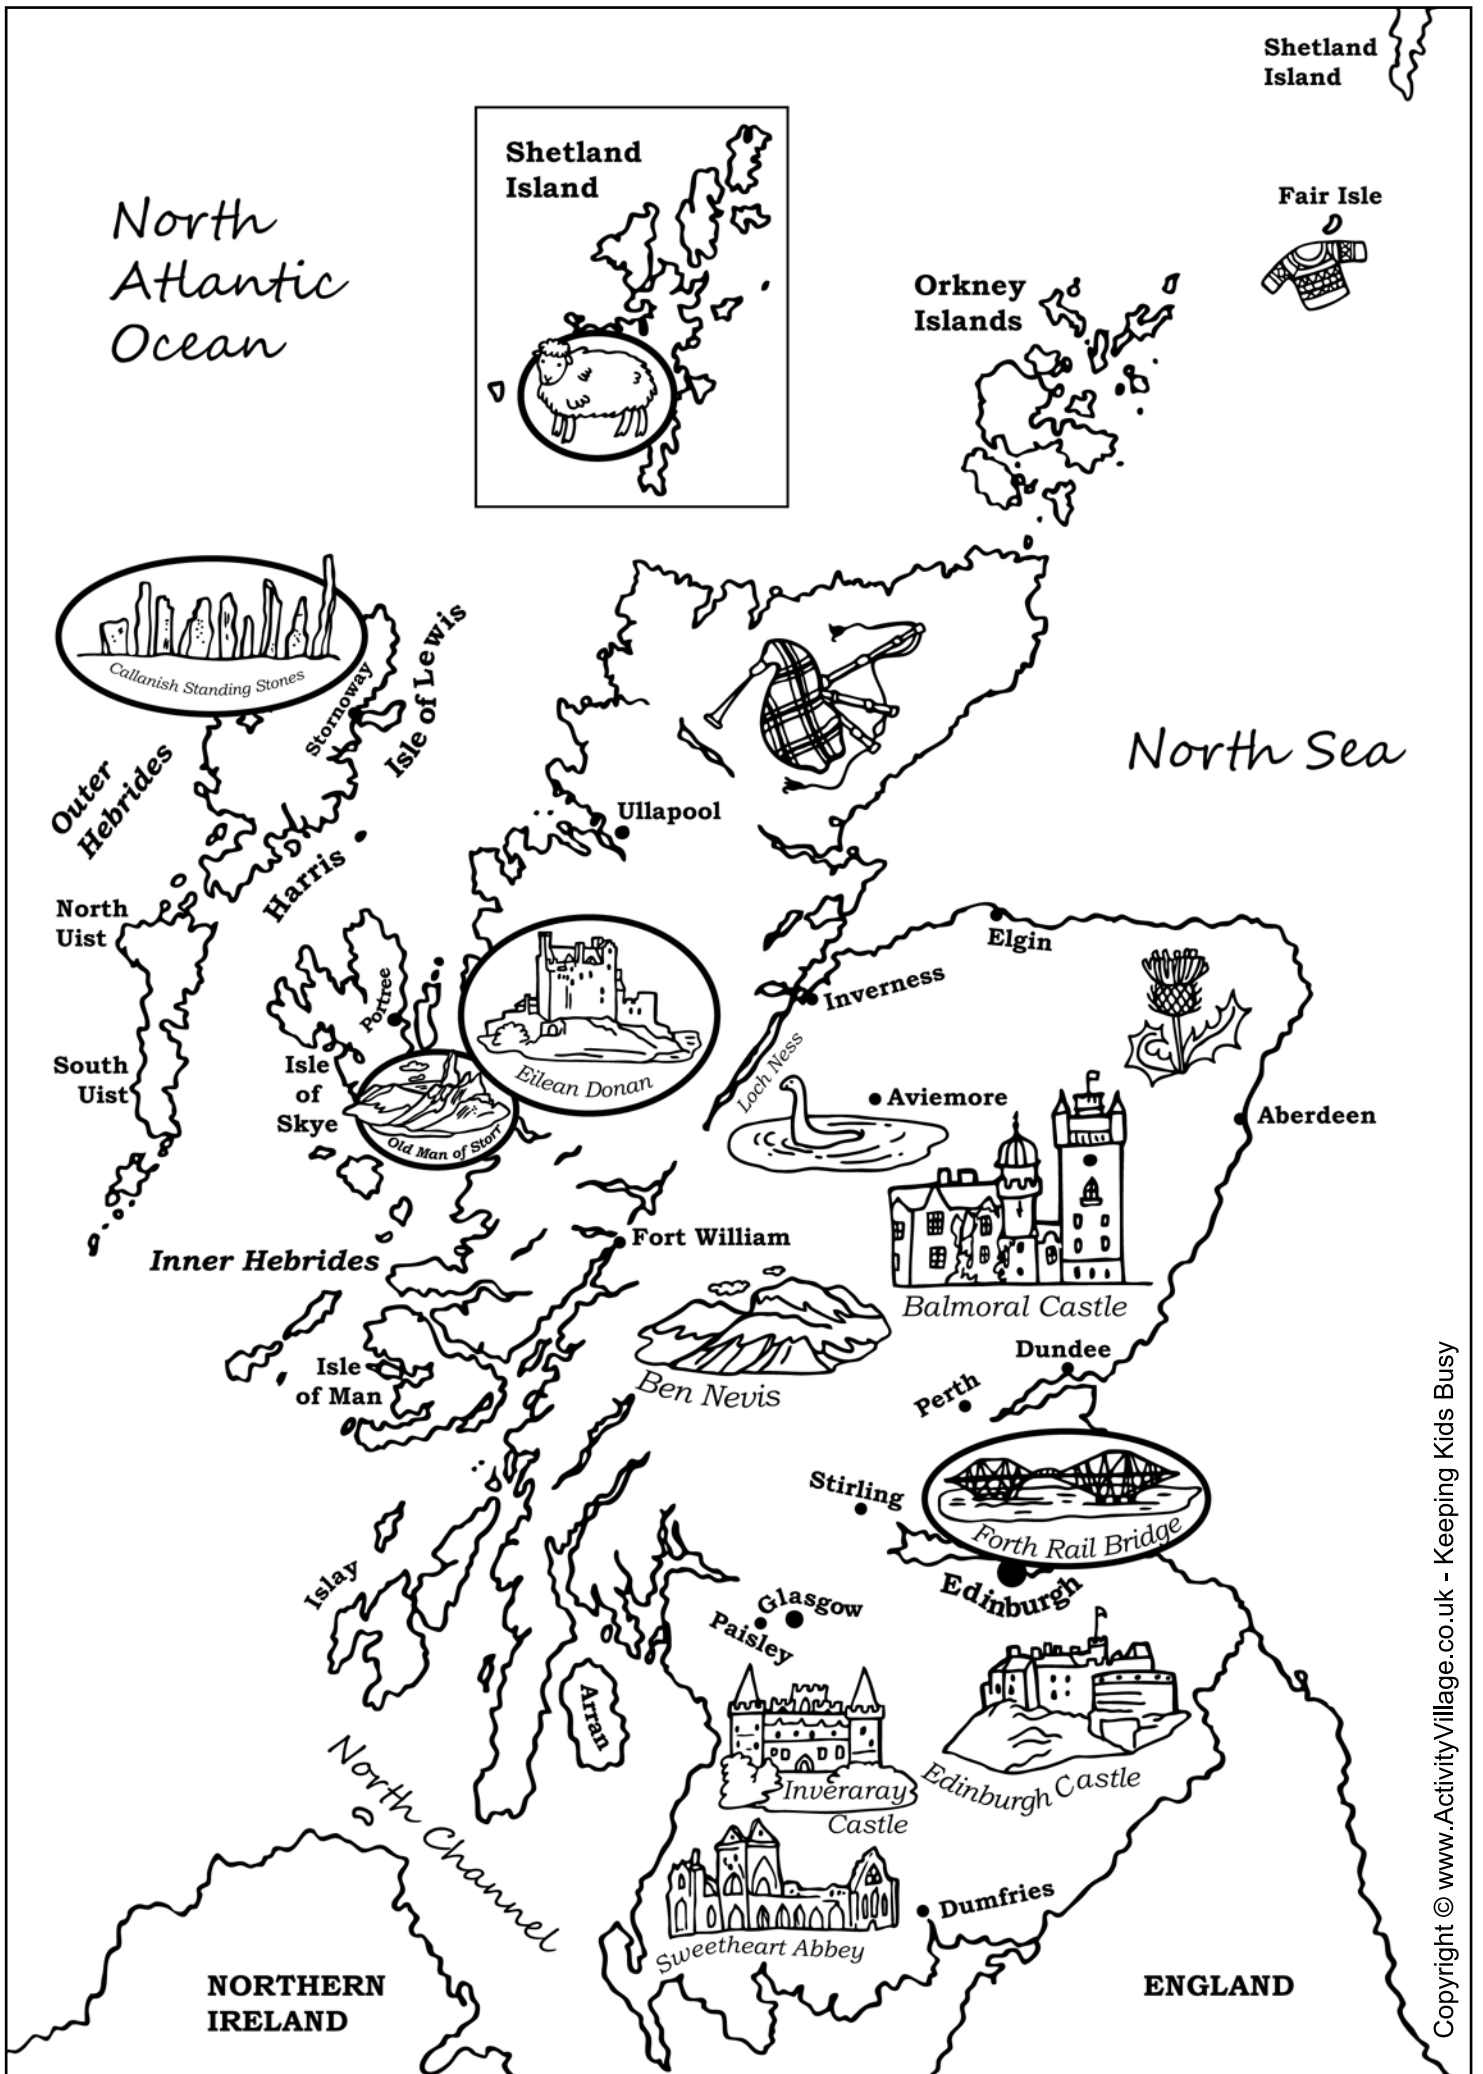 Shetland
Island
Shetland
Island
Fair Isle
North
Atlantic
Ocean
Orkney
Islands
Callanish Standing Stones
Stornoway
Isle of Lewis
North Sea
Outer
Hebrides
Ullapool
Harris
North
Uist
Elgin
Portree
Inverness
Eilean Donan
Loch Ness
South
Uist
Isle
of
Skye
Aviemore
Aberdeen
Old Man of Storr
Fort William
Inner Hebrides
Balmoral Castle
Dundee
Isle
of Man
Ben Nevis
Perth
Stirling
Forth Rail Bridge
Edinburgh
Islay
Glasgow
Paisley
Arran
Inveraray
Castle
Edinburgh Castle
North Channel
Dumfries
Sweetheart Abbey
NORTHERN
IRELAND
ENGLAND
Copyright © www.ActivityVillage.co.uk - Keeping Kids Busy